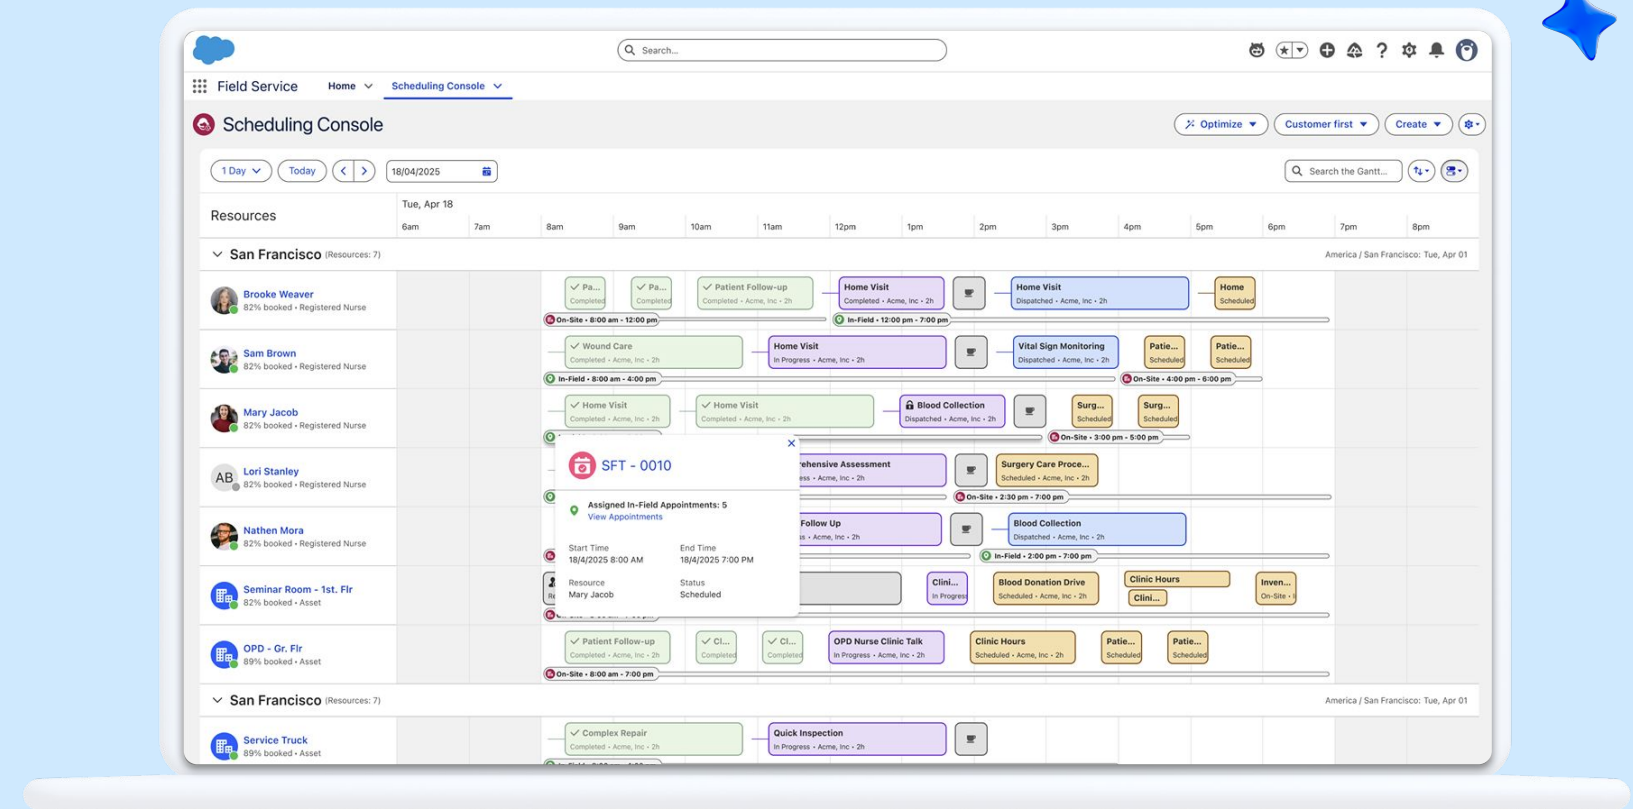 Search...
Field Service
Home
Scheduling Console
Scheduling Console
Optimize
Customer first
Create
1 Day
Today
18/04/2025
Search the Gantt...
Resources
Tue, Apr 18
6am 7am 8am 9am 10am 11am 12pm 1pm 2pm 3pm 4pm 5pm 6pm 7pm 8pm
San Francisco (Resources: 7)
America / San Francisco: Tue, Apr 01
Brooke Weaver
82% booked • Registered Nurse
Pa...
Completed
Pa...
Completed
Patient Follow-up
Completed • Acme, Inc • 2h
Home Visit
Completed • Acme, Inc • 2h
Home Visit
Dispatched • Acme, Inc • 2h
Home
Scheduled
On-Site • 8:00 am - 12:00 pm
In-Field • 12:00 pm - 7:00 pm
Sam Brown
82% booked • Registered Nurse
Wound Care
Completed • Acme, Inc • 2h
Home Visit
In Progress • Acme, Inc • 2h
Vital Sign Monitoring
Dispatched • Acme, Inc • 2h
Patie...
Scheduled
Patie...
Scheduled
In-Field • 8:00 am - 4:00 pm
On-Site • 4:00 pm - 6:00 pm
Mary Jacob
82% booked • Registered Nurse
Home Visit
Completed • Acme, Inc • 2h
Home Visit
Completed • Acme, Inc • 2h
Blood Collection
Dispatched • Acme, Inc • 2h
Surg...
Scheduled
Surg...
Scheduled
On-Site • 3:00 pm - 5:00 pm
SFT - 0010
Assigned In-Field Appointments: 5
View Appointments
Start Time
18/4/2025 8:00 AM
End Time
18/4/2025 7:00 PM
Resource
Mary Jacob
Status
Scheduled
AB
Lori Stanley
82% booked • Registered Nurse
rehensive Assessment
ess • Acme, Inc • 2h
Surgery Care Proce...
Scheduled • Acme, Inc • 2h
On-Site • 2:30 pm - 7:00 pm
Nathen Mora
82% booked • Registered Nurse
Follow Up
ss • Acme, Inc • 2h
Blood Collection
Dispatched • Acme, Inc • 2h
In-Field • 2:00 pm - 7:00 pm
Seminar Room - 1st. Flr
82% booked • Asset
Clini...
In Progress
Blood Donation Drive
Scheduled • Acme, Inc • 2h
Clinic Hours
Clini...
Inven...
On-Site •
OPD - Gr. Flr
89% booked • Asset
Patient Follow-up
Completed • Acme, Inc • 2h
Cl...
Completed
Cl...
Completed
OPD Nurse Clinic Talk
In Progress • Acme, Inc • 2h
Clinic Hours
Scheduled • Acme, Inc • 2h
Patie...
Scheduled
Patie...
Scheduled
On-Site • 8:00 am - 7:00 pm
San Francisco (Resources: 7)
America / San Francisco: Tue, Apr 01
Service Truck
89% booked • Asset
Complex Repair
Completed • Acme, Inc • 2h
Quick Inspection
In Progress • Acme, Inc • 2h